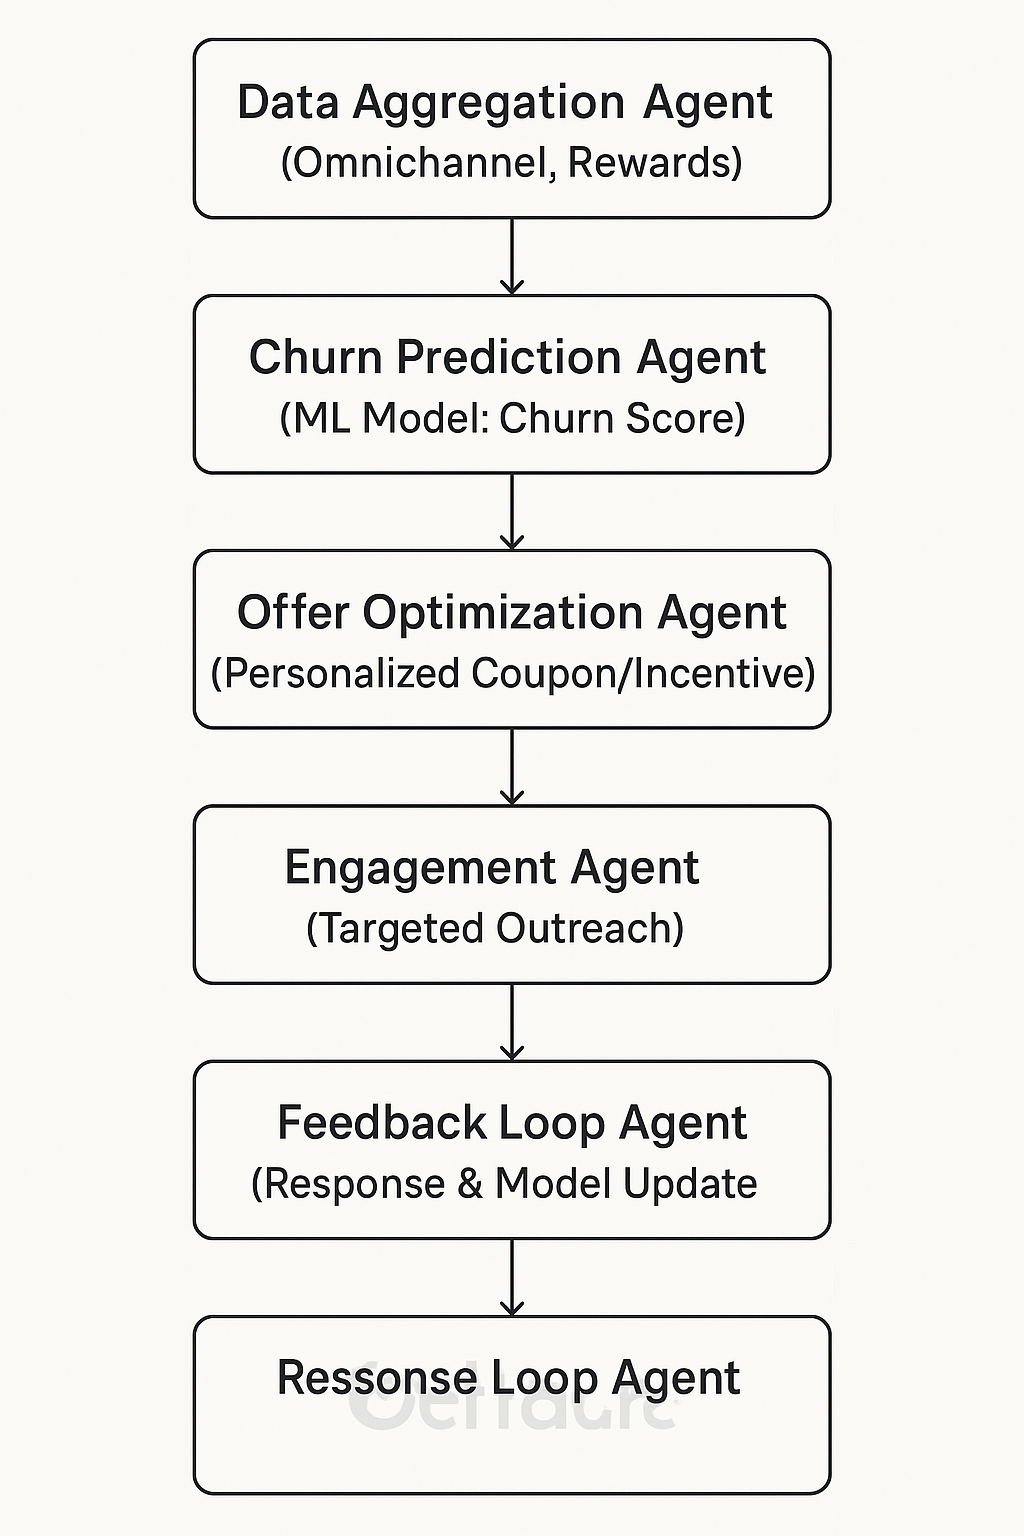 Data Aggregation Agent
(Omnichannel, Rewards)
Churn Prediction Agent
(ML Model: Churn Score)
Offer Optimization Agent
(Personalized Coupon/Incentive)
Engagement Agent
(Targeted Outreach)
Feedback Loop Agent
(Response & Model Update
Ressonse Loop Agent